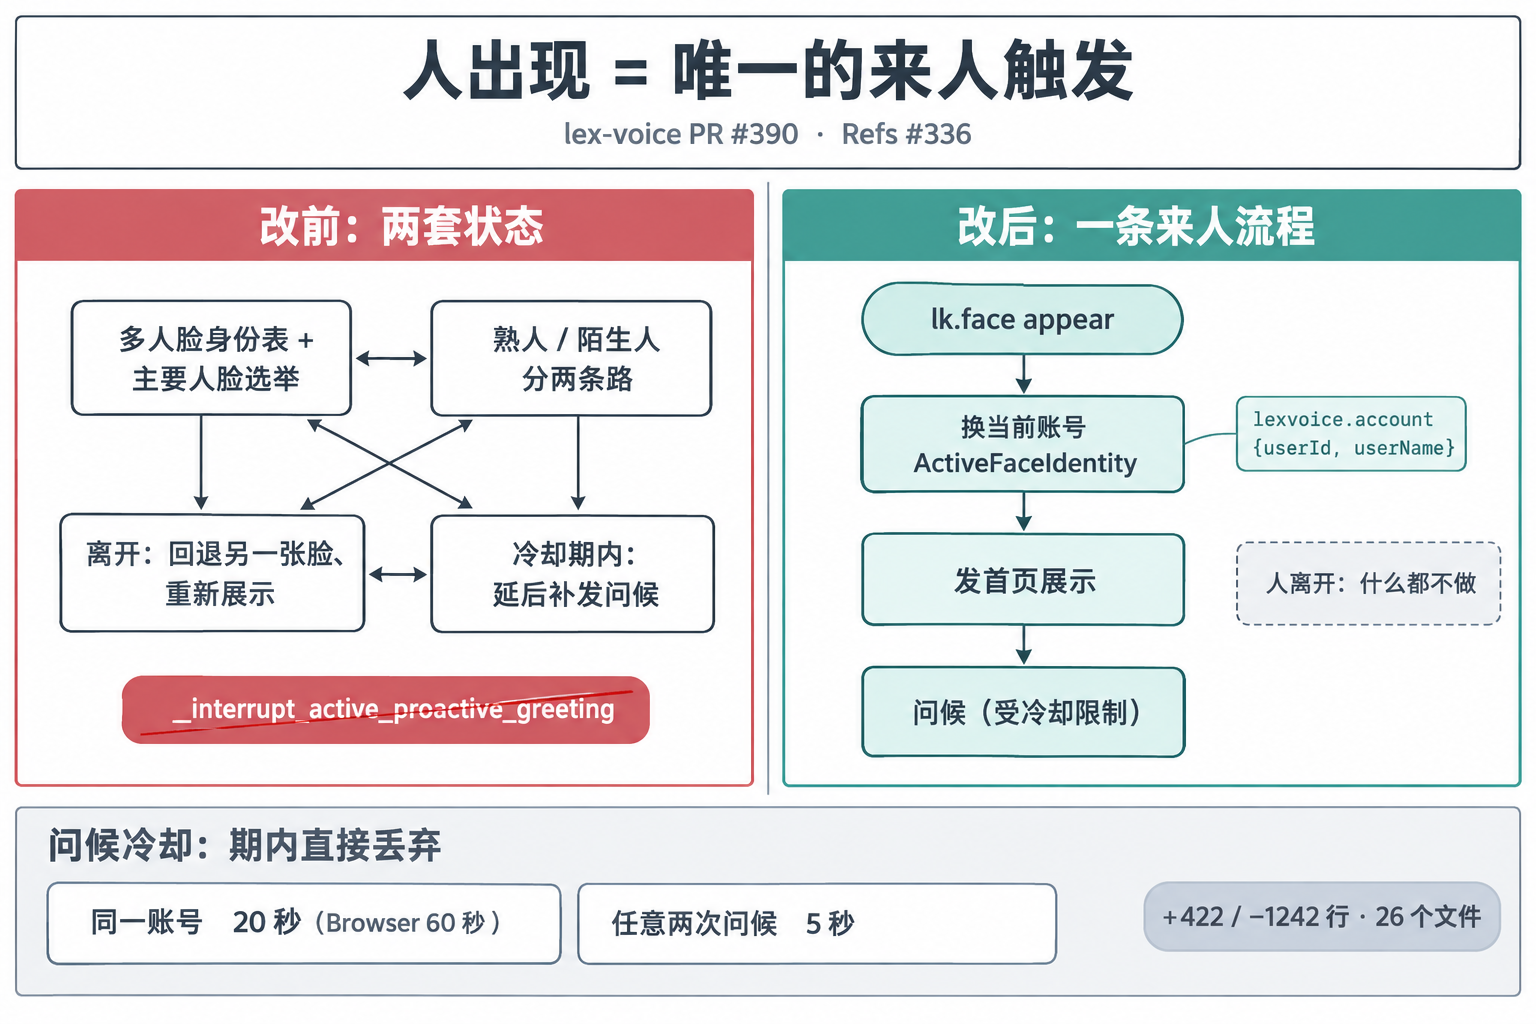 人出现 = 唯一的来人触发
lex-voice PR #390 · Refs #336
改前：两套状态
多人脸身份表 +
主要人脸选举
熟人 / 陌生人
分两条路
离开：回退另一张脸、
重新展示
冷却期内：
延后补发问候
_interrupt_active_proactive_greeting
改后：一条来人流程
lk.face appear
换当前账号
ActiveFaceIdentity
lexvoice.account
{userId, userName}
发首页展示
人离开：什么都不做
问候（受冷却限制）
问候冷却：期内直接丢弃
同一账号 20 秒（Browser 60 秒）
任意两次问候 5 秒
+422 / −1242 行 · 26 个文件